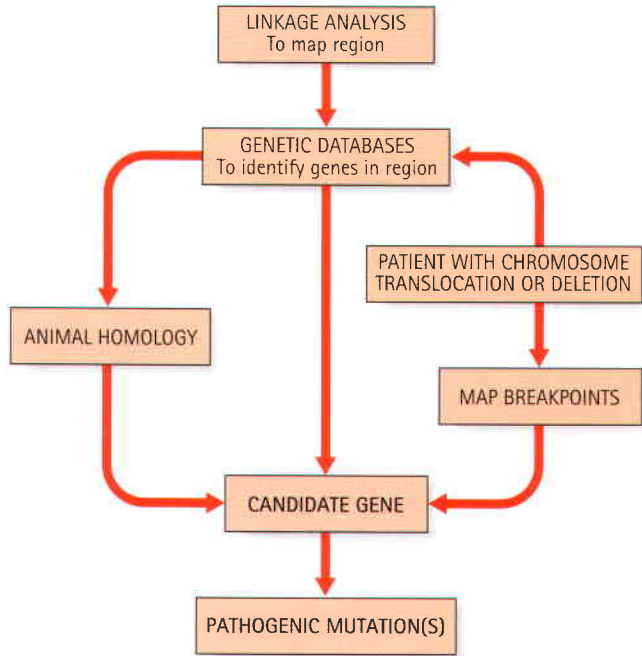 LINKAGE ANALYSIS
To map region
GENETIC DATABASES
To identify genes in region
PATIENT WITH CHROMOSOME
TRANSLOCATION OR DELETION
ANIMAL HOMOLOGY
MAP BREAKPOINTS
CANDIDATE GENE
PATHOGENIC MUTATION(S)